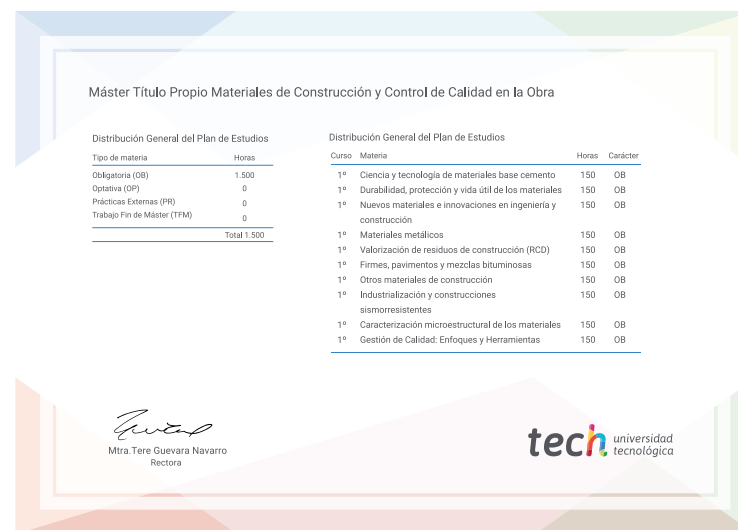 Máster Título Propio Materiales de Construcción y Control de Calidad en la Obra
Distribución General del Plan de Estudios
Tipo de materia Horas
Obligatoria (OB) 1.500
Optativa (OP) 0
Prácticas Externas (PR) 0
Trabajo Fin de Máster (TFM) 0
Total 1.500
Distribución General del Plan de Estudios
Curso Materia Horas Carácter
1º Ciencia y tecnología de materiales base cemento 150 OB
1º Durabilidad, protección y vida útil de los materiales 150 OB
1º Nuevos materiales e innovaciones en ingeniería y 150 OB
construcción
1º Materiales metálicos 150 OB
1º Valorización de residuos de construcción (RCD) 150 OB
1º Firmes, pavimentos y mezclas bituminosas 150 OB
1º Otros materiales de construcción 150 OB
1º Industrialización y construcciones 150 OB
sismorresistentes
1º Caracterización microestructural de los materiales 150 OB
1º Gestión de Calidad: Enfoques y Herramientas 150 OB
Mtra.Tere Guevara Navarro
Rectora
tech universidad
tecnológica